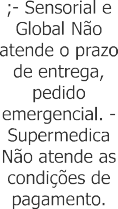 ;- Sensorial e
Global Não
atende o prazo
de entrega,
pedido
emergencial. -
Supermedica
Não atende as
condições de
pagamento.